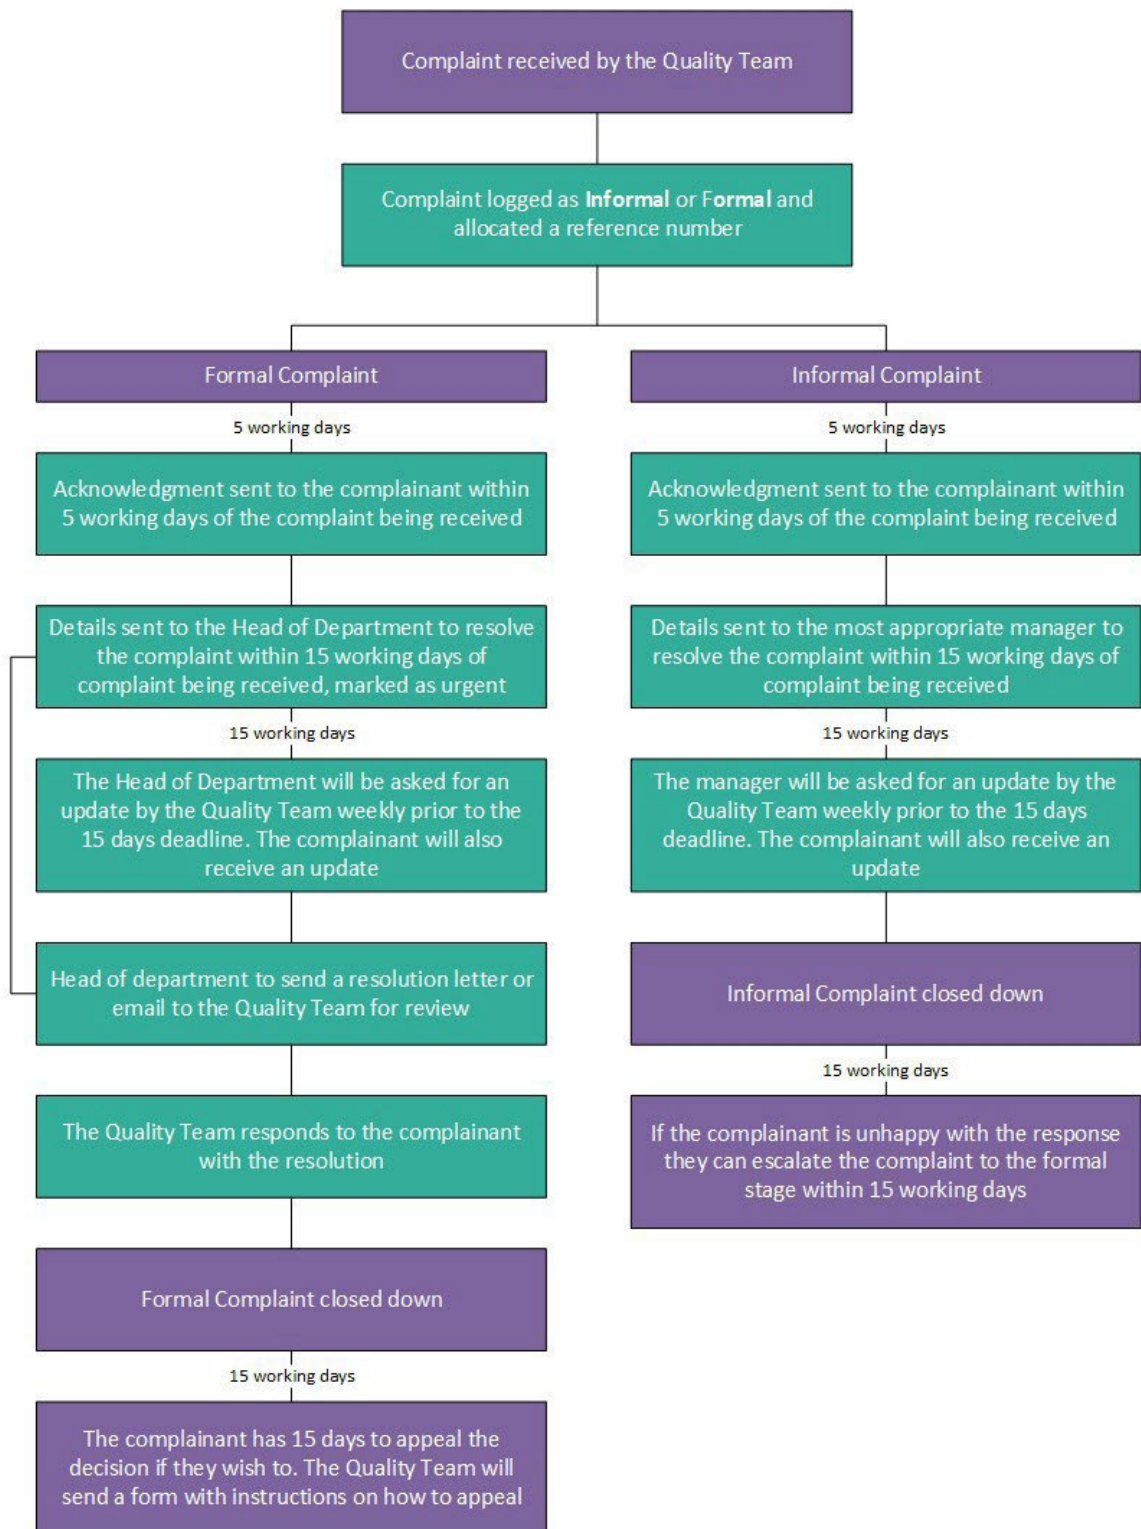 Complaint received by the Quality Team
Complaint logged as Informal or Formal and
allocated a reference number
Formal Complaint
5 working days
Acknowledgment sent to the complainant within
5 working days of the complaint being received
Details sent to the Head of Department to resolve
the complaint within 15 working days of
complaint being received, marked as urgent
15 working days
The Head of Department will be asked for an
update by the Quality Team weekly prior to the
15 days deadline. The complainant will also
receive an update
Head of department to send a resolution letter or
email to the Quality Team for review
The Quality Team responds to the complainant
with the resolution
Formal Complaint closed down
15 working days
The complainant has 15 days to appeal the
decision if they wish to. The Quality Team will
send a form with instructions on how to appeal
Informal Complaint
5 working days
Acknowledgment sent to the complainant within
5 working days of the complaint being received
Details sent to the most appropriate manager to
resolve the complaint within 15 working days of
complaint being received
15 working days
The manager will be asked for an update by the
Quality Team weekly prior to the 15 days
deadline. The complainant will also receive an
update
Informal Complaint closed down
15 working days
If the complainant is unhappy with the response
they can escalate the complaint to the formal
stage within 15 working days